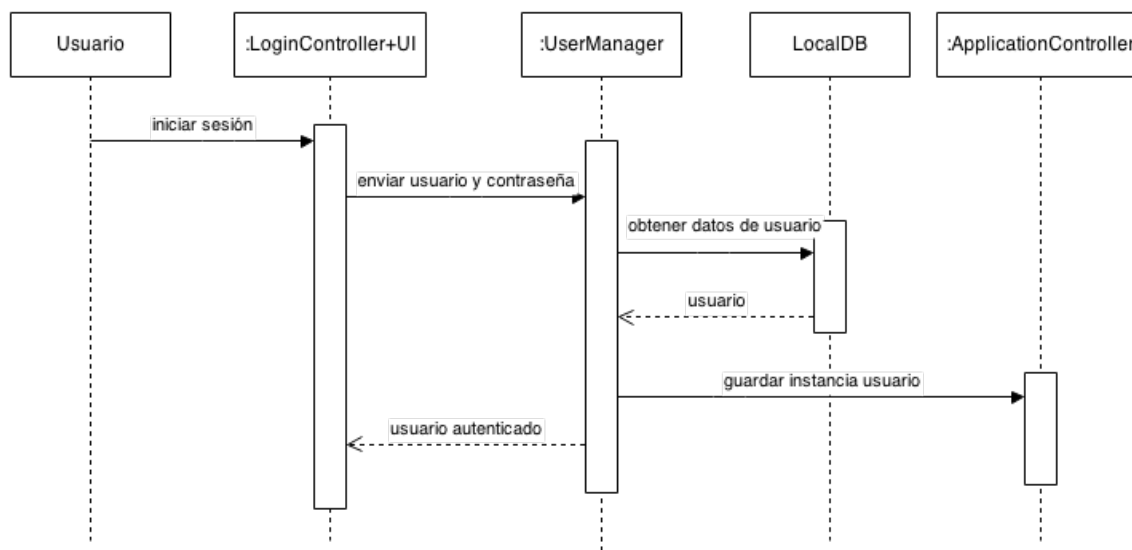 Usuario
:LoginController+UI
:UserManager
LocalDB
:ApplicationController
iniciar sesión
enviar usuario y contraseña
obtener datos de usuario
usuario
guardar instancia usuario
usuario autenticado